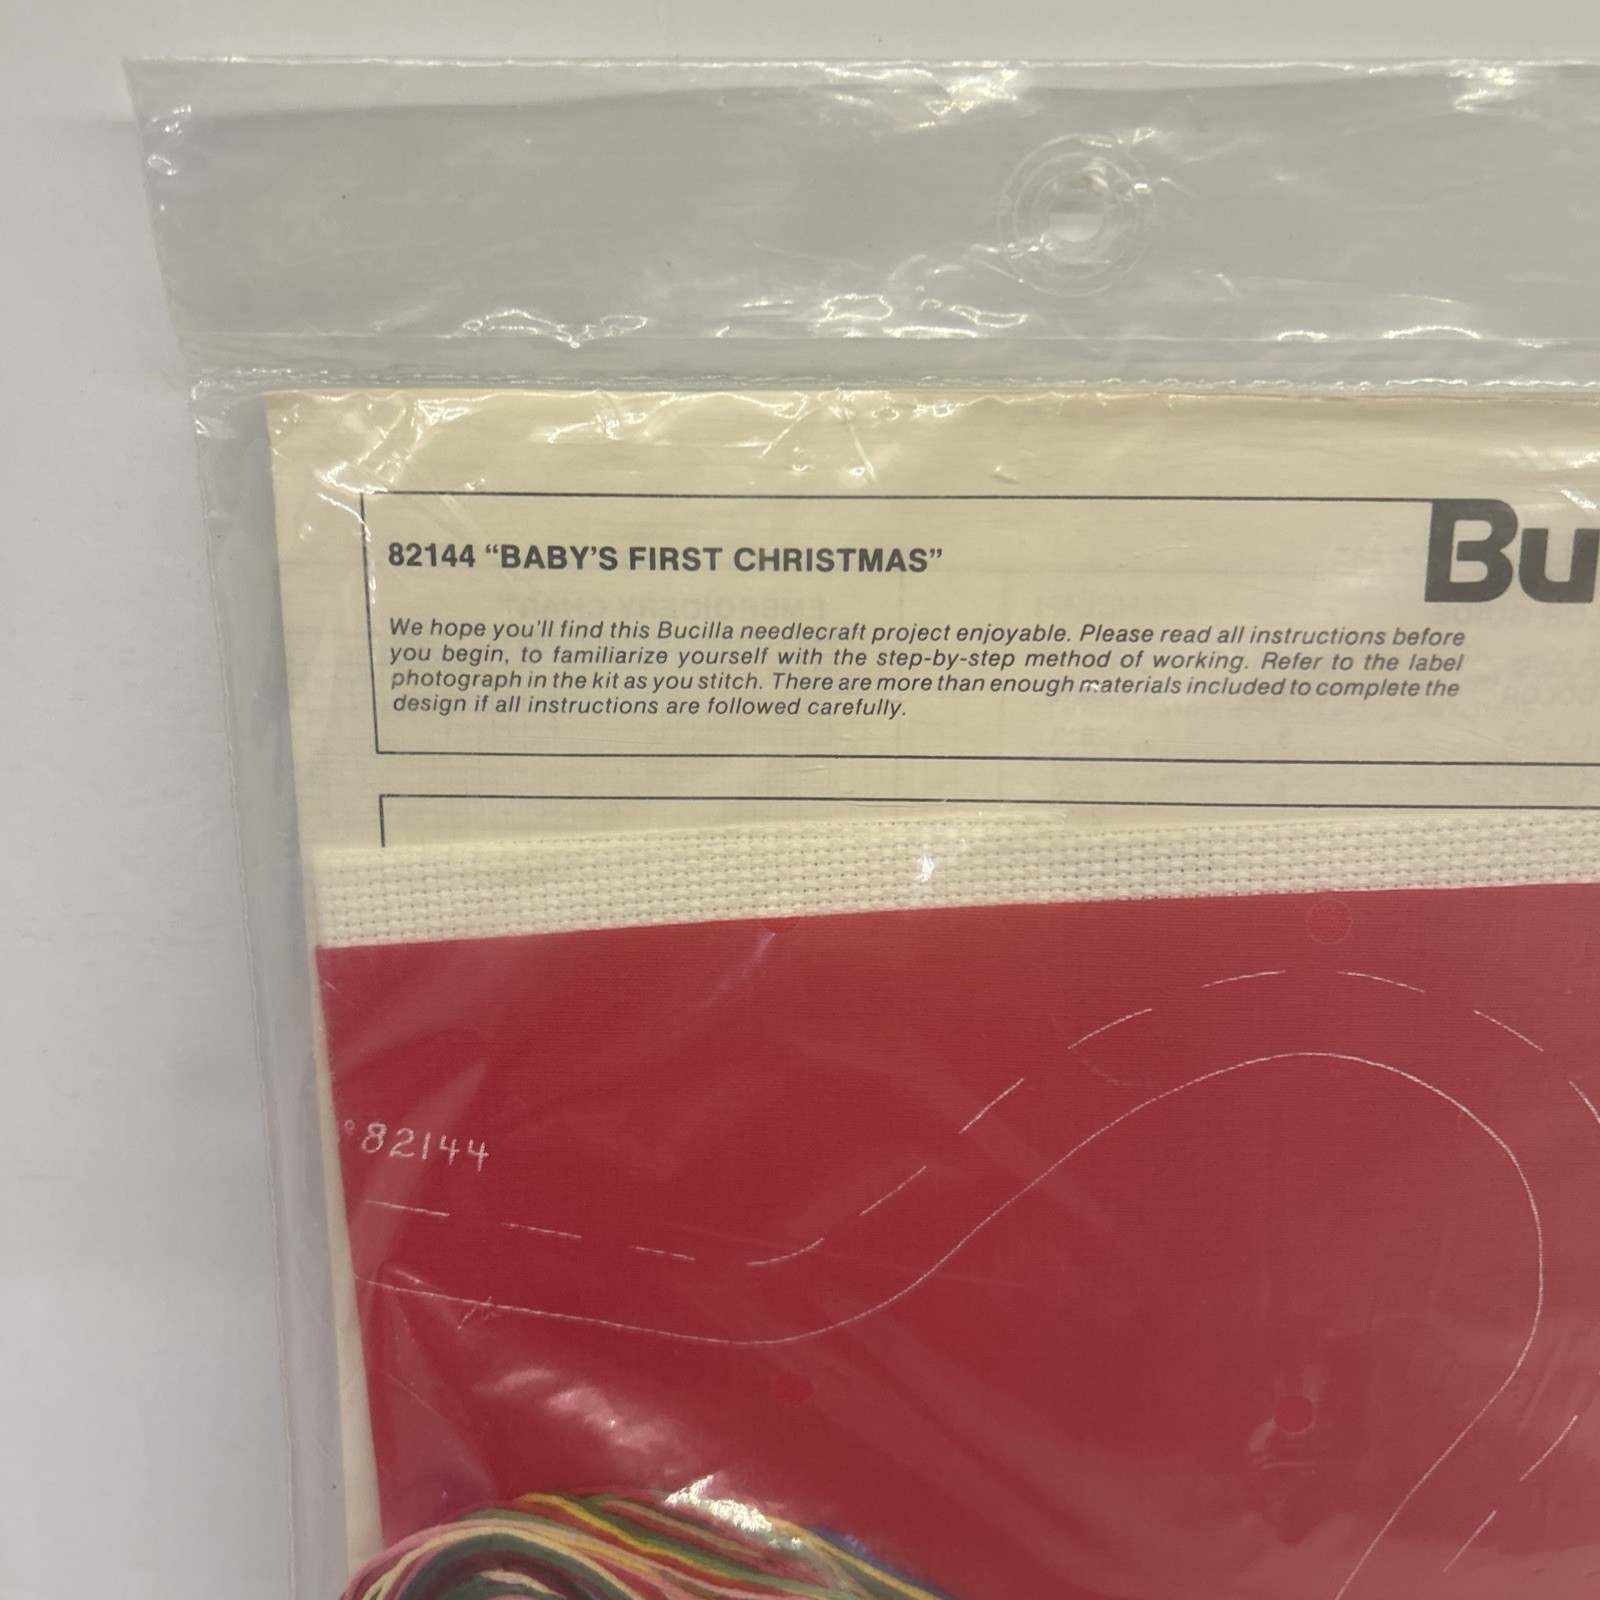 82144 “BABY’S FIRST CHRISTMAS”
Bu
We hope you’ll find this Bucilla needlecraft project enjoyable. Please read all instructions before
you begin, to familiarize yourself with the step-by-step method of working. Refer to the label
photograph in the kit as you stitch. There are more than enough materials included to complete the
design if all instructions are followed carefully.
EMBROIDERY CHART
82144